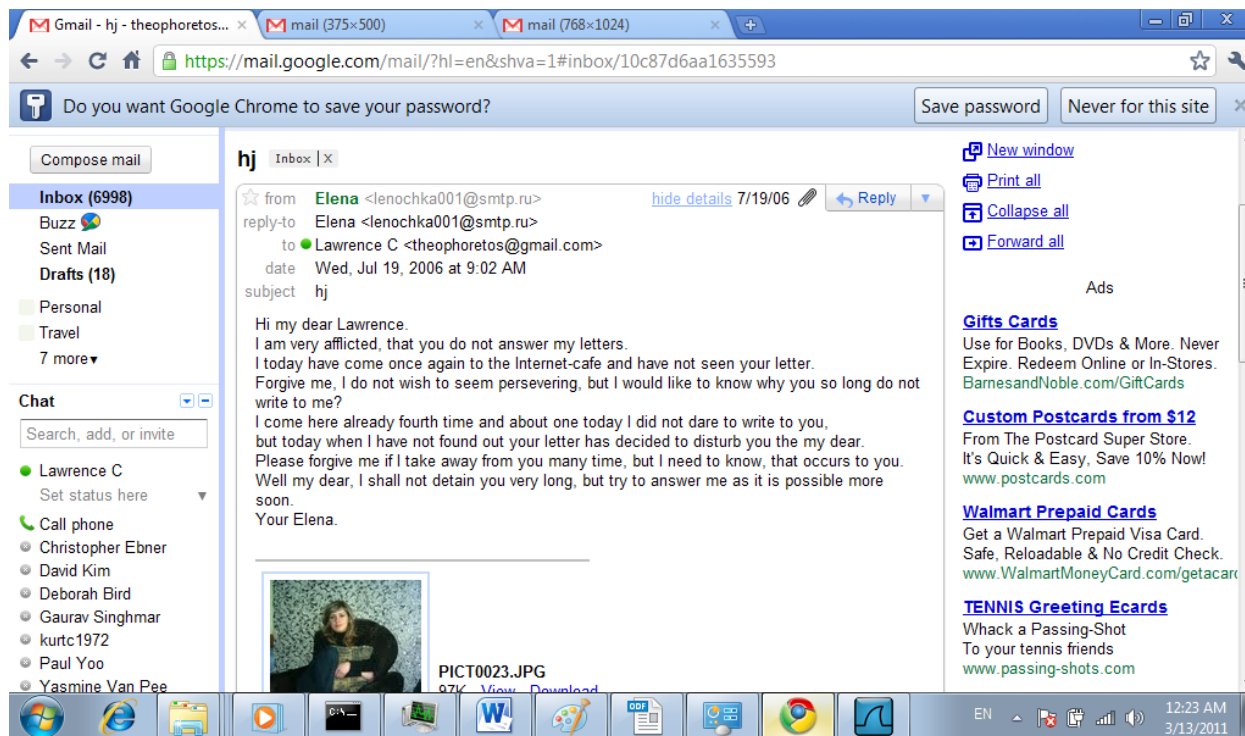 Gmail - hj - theophoretos...
mail (375×500)
mail (768×1024)
https://mail.google.com/mail/?hl=en&shva=1#inbox/10c87d6aa1635593
Do you want Google Chrome to save your password?
Save password
Never for this site
Compose mail
Inbox (6998)
Buzz
Sent Mail
Drafts (18)
Personal
Travel
7 more▾
Chat
Search, add, or invite
Lawrence C
Set status here
Call phone
Christopher Ebner
David Kim
Deborah Bird
Gaurav Singhmar
kurtc1972
Paul Yoo
Yasmine Van Pee
hj Inbox | X
from Elena <lenochka001@smtp.ru> hide details 7/19/06 Reply
reply-to Elena <lenochka001@smtp.ru>
to Lawrence C <theophoretos@gmail.com>
date Wed, Jul 19, 2006 at 9:02 AM
subject hj
Hi my dear Lawrence.
I am very afflicted, that you do not answer my letters.
I today have come once again to the Internet-cafe and have not seen your letter.
Forgive me, I do not wish to seem persevering, but I would like to know why you so long do not
write to me?
I come here already fourth time and about one today I did not dare to write to you,
but today when I have not found out your letter has decided to disturb you the my dear.
Please forgive me if I take away from you many time, but I need to know, that occurs to you.
Well my dear, I shall not detain you very long, but try to answer me as it is possible more
soon.
Your Elena.
PICT0023.JPG
97K View Download
New window
Print all
Collapse all
Forward all
Ads
Gifts Cards
Use for Books, DVDs & More. Never
Expire. Redeem Online or In-Stores.
BarnesandNoble.com/GiftCards
Custom Postcards from $12
From The Postcard Super Store.
It's Quick & Easy, Save 10% Now!
www.postcards.com
Walmart Prepaid Cards
Get a Walmart Prepaid Visa Card.
Safe, Reloadable & No Credit Check.
www.WalmartMoneyCard.com/getacard
TENNIS Greeting Ecards
Whack a Passing-Shot
To your tennis friends
www.passing-shots.com
C:\_
W
ODF
EN
12:23 AM
3/13/2011